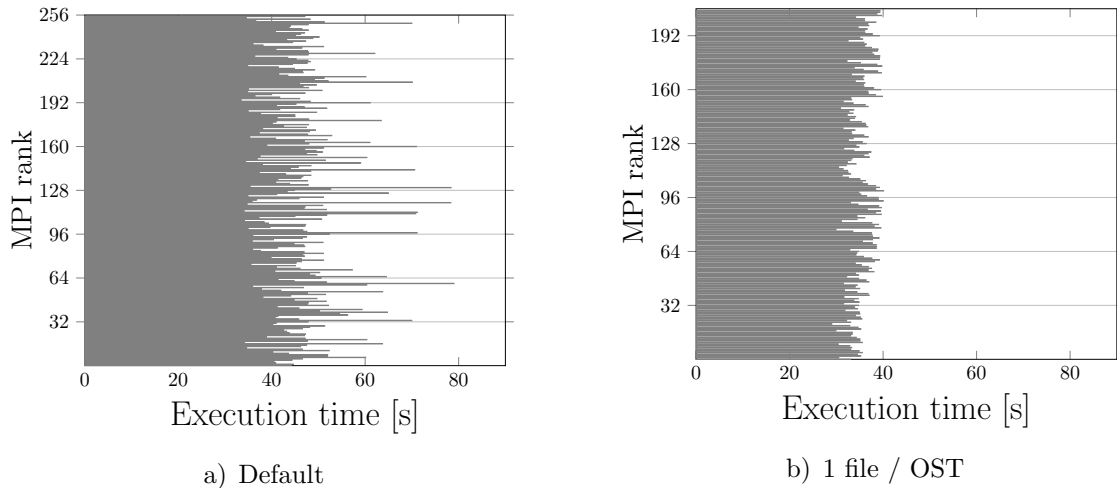 256
224
192
160
128
96
64
32
MPI rank
0 20 40 60 80
Execution time [s]
a) Default
192
160
128
96
64
32
MPI rank
0 20 40 60 80
Execution time [s]
b) 1 file / OST